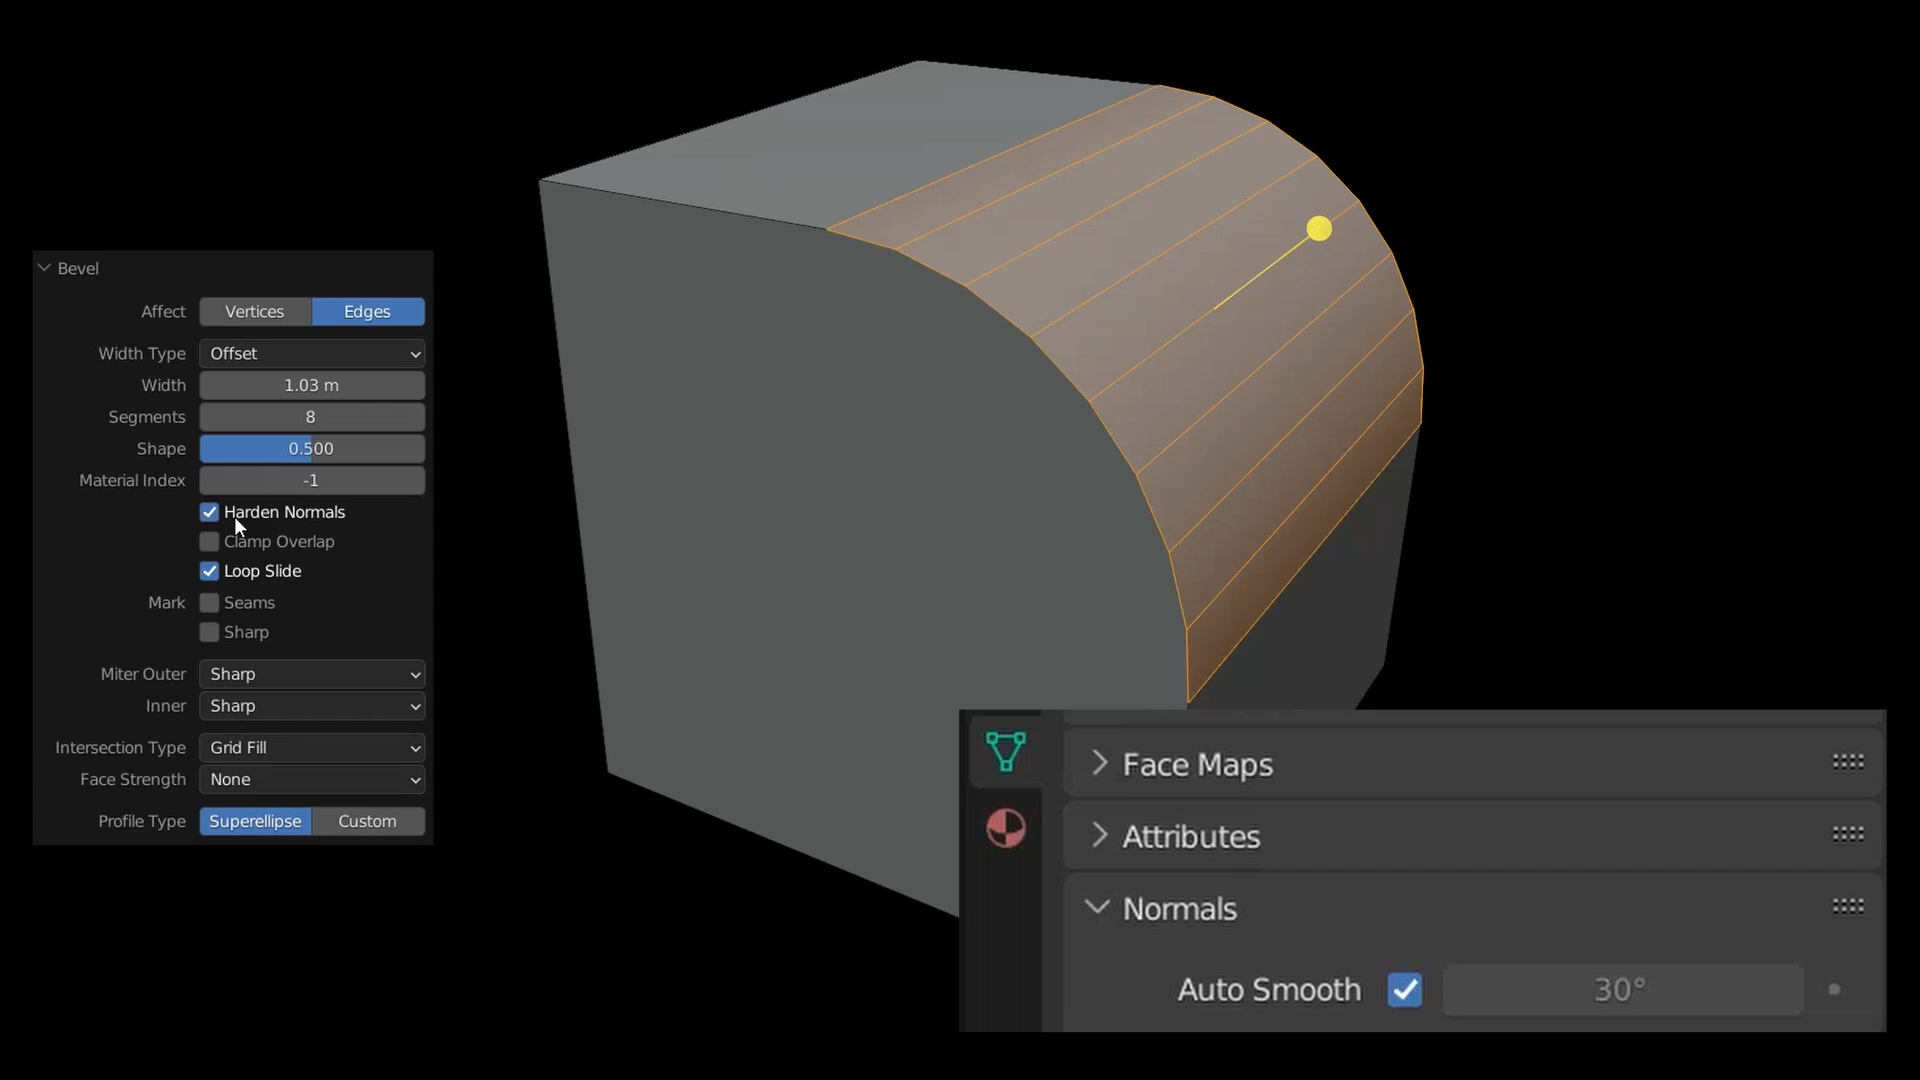 Bevel
Affect Vertices Edges
Width Type Offset
Width 1.03 m
Segments 8
Shape 0.500
Material Index -1
Harden Normals
Clamp Overlap
Loop Slide
Mark Seams
Sharp
Miter Outer Sharp
Inner Sharp
Intersection Type Grid Fill
Face Strength None
Profile Type Superellipse Custom
Face Maps
Attributes
Normals
Auto Smooth 30°